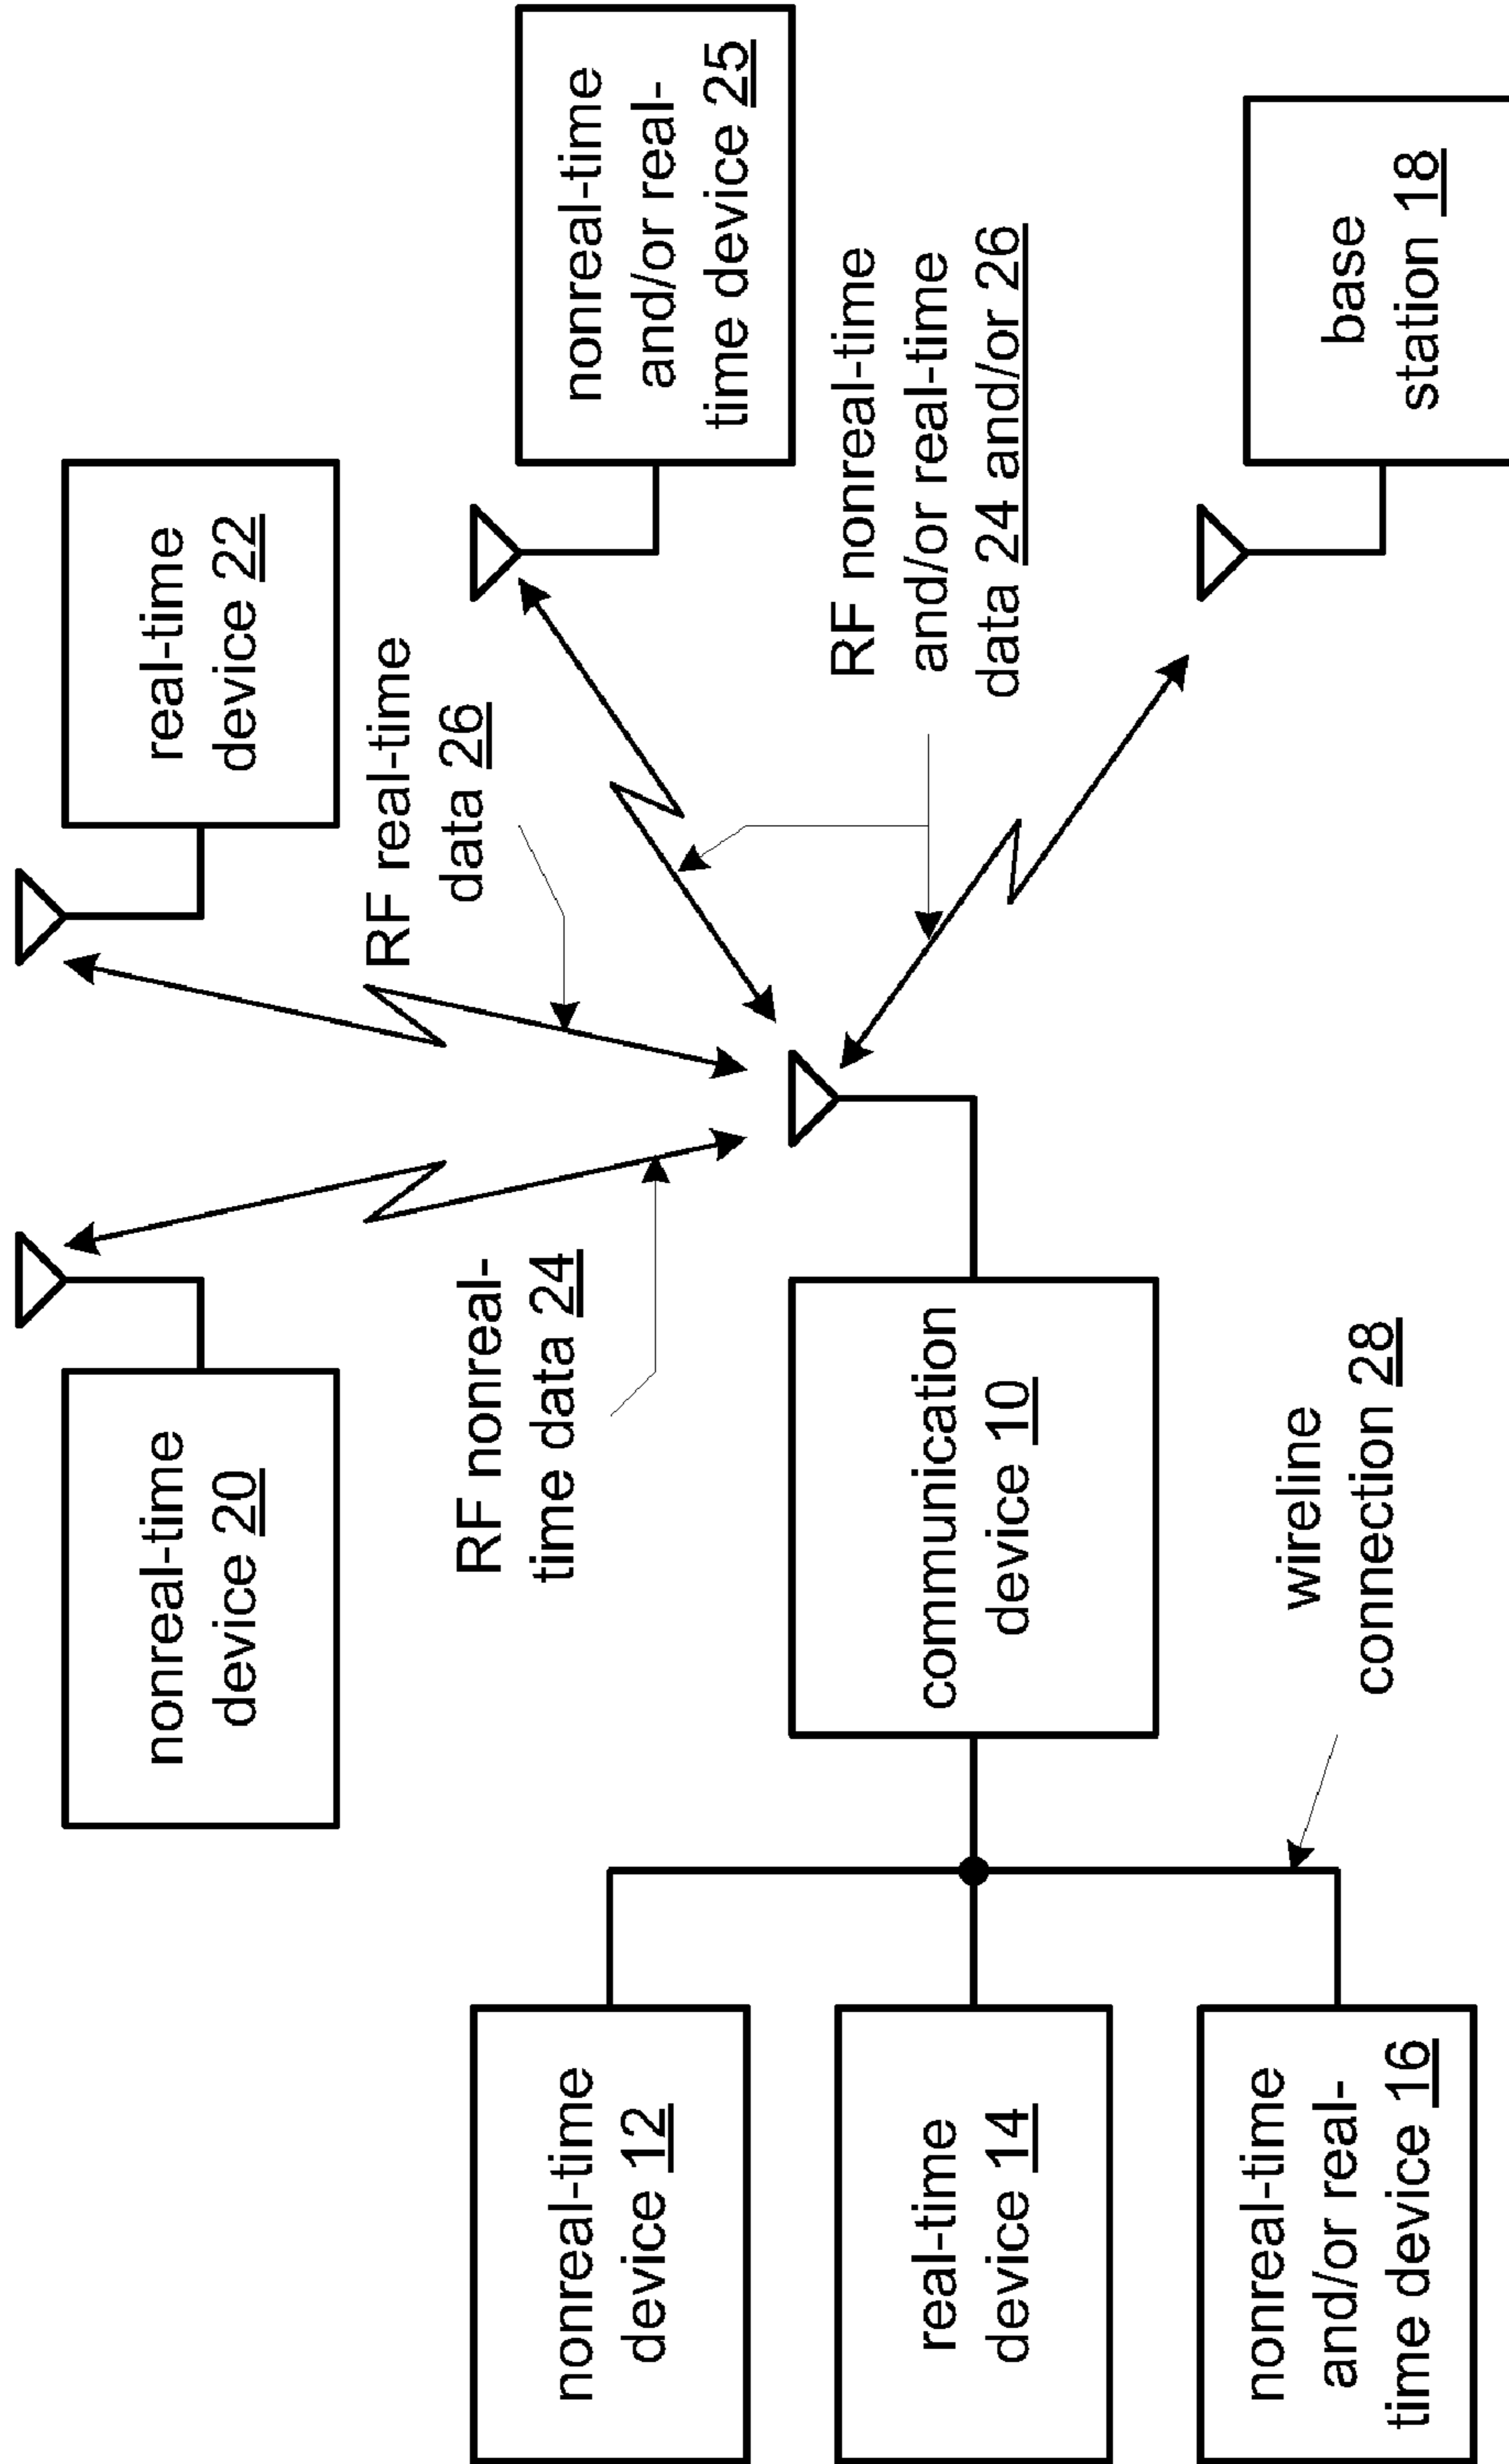 nonreal-time
device 20
real-time
device 22
RF real-time
data 26
RF nonreal-
time data 24
nonreal-time
and/or real-
time device 25
nonreal-time
device 12
communication
device 10
RF nonreal-time
and/or real-time
data 24 and/or 26
real-time
device 14
wireline
connection 28
nonreal-time
and/or real-
time device 16
base
station 18